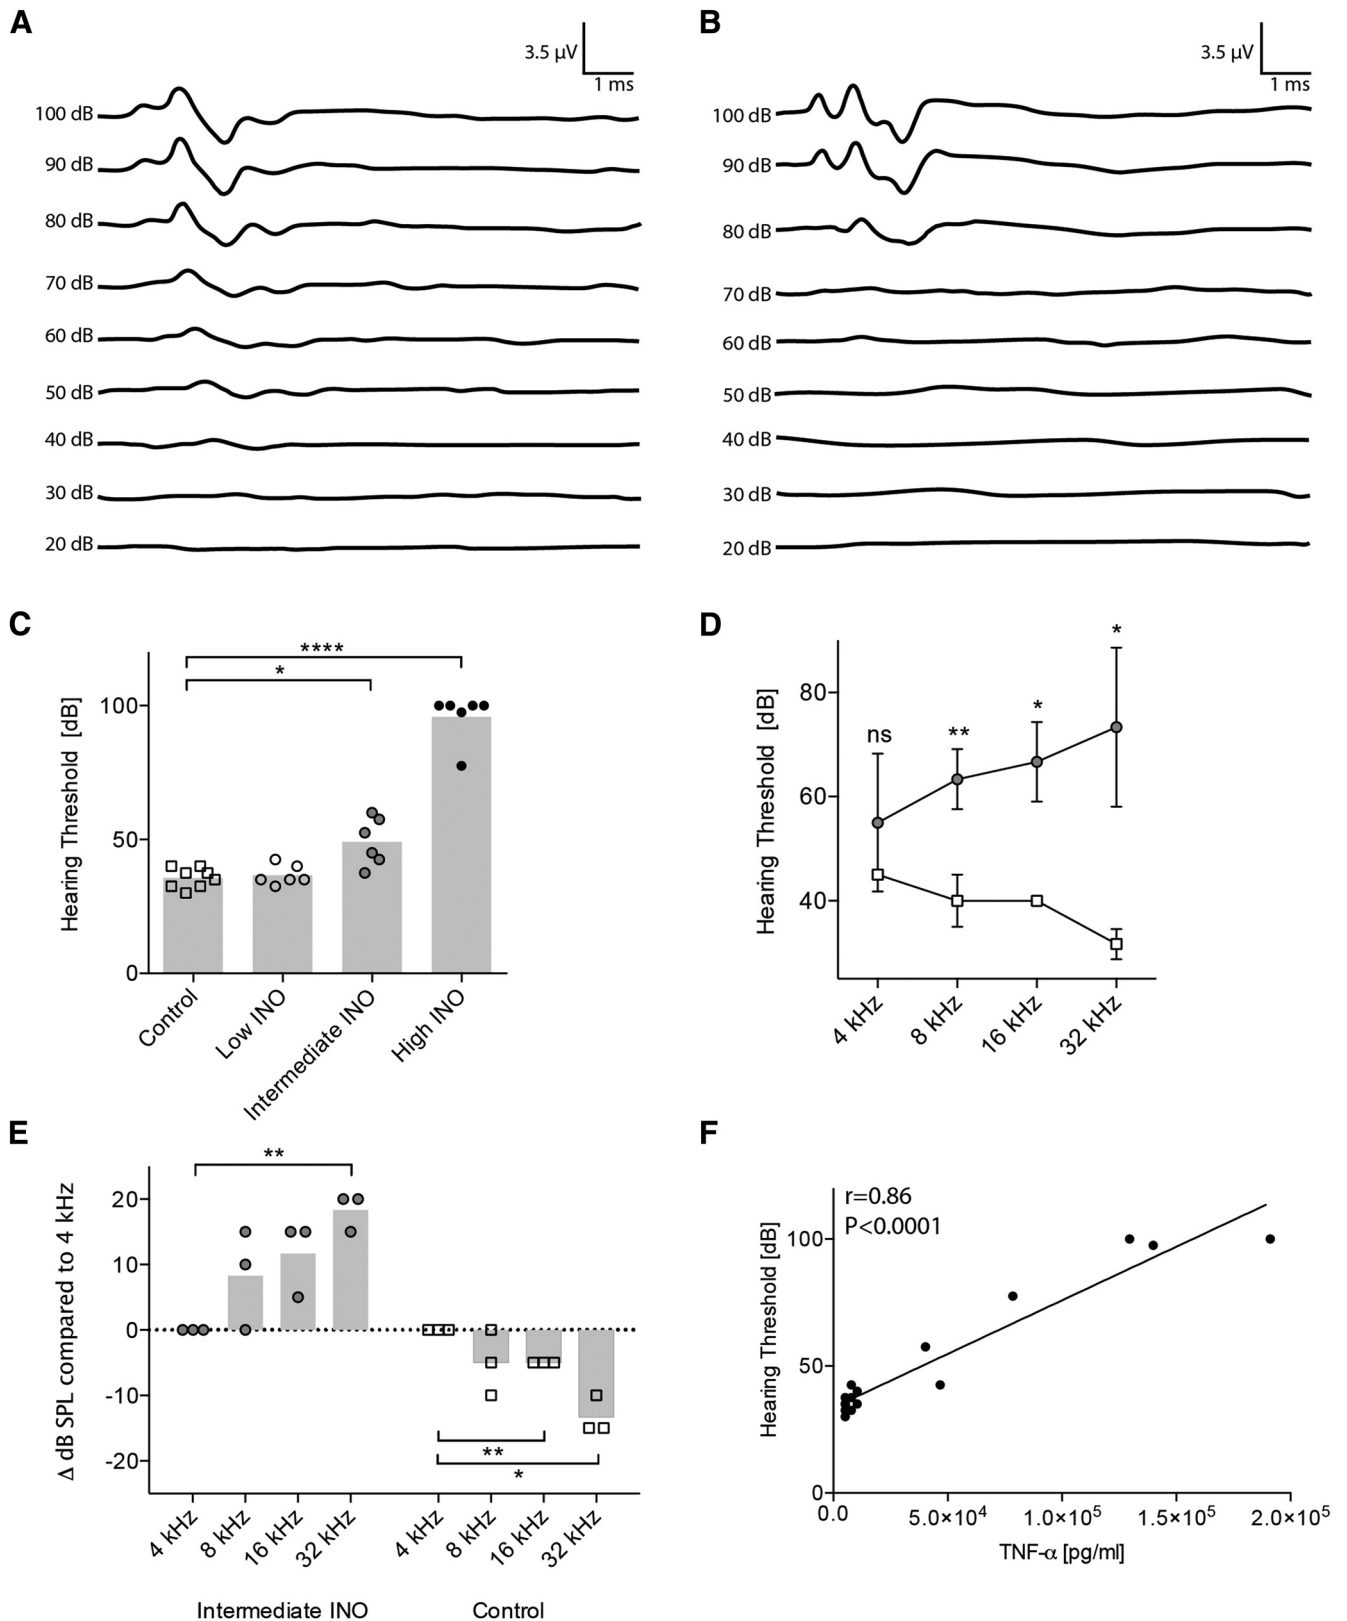 A
3.5 µV
1 ms
100 dB
90 dB
80 dB
70 dB
60 dB
50 dB
40 dB
30 dB
20 dB
B
3.5 µV
1 ms
100 dB
90 dB
80 dB
70 dB
60 dB
50 dB
40 dB
30 dB
20 dB
C
****
*
Hearing Threshold [dB]
100
50
0
Control
Low INO
Intermediate INO
High INO
D
Hearing Threshold [dB]
80
60
40
ns
**
*
*
4 kHz
8 kHz
16 kHz
32 kHz
E
**
Δ dB SPL compared to 4 kHz
20
10
0
-10
-20
**
*
4 kHz
8 kHz
16 kHz
32 kHz
4 kHz
8 kHz
16 kHz
32 kHz
Intermediate INO
Control
F
r=0.86
P<0.0001
Hearing Threshold [dB]
100
50
0
0.0
5.0×10⁴
1.0×10⁵
1.5×10⁵
2.0×10⁵
TNF-α [pg/ml]